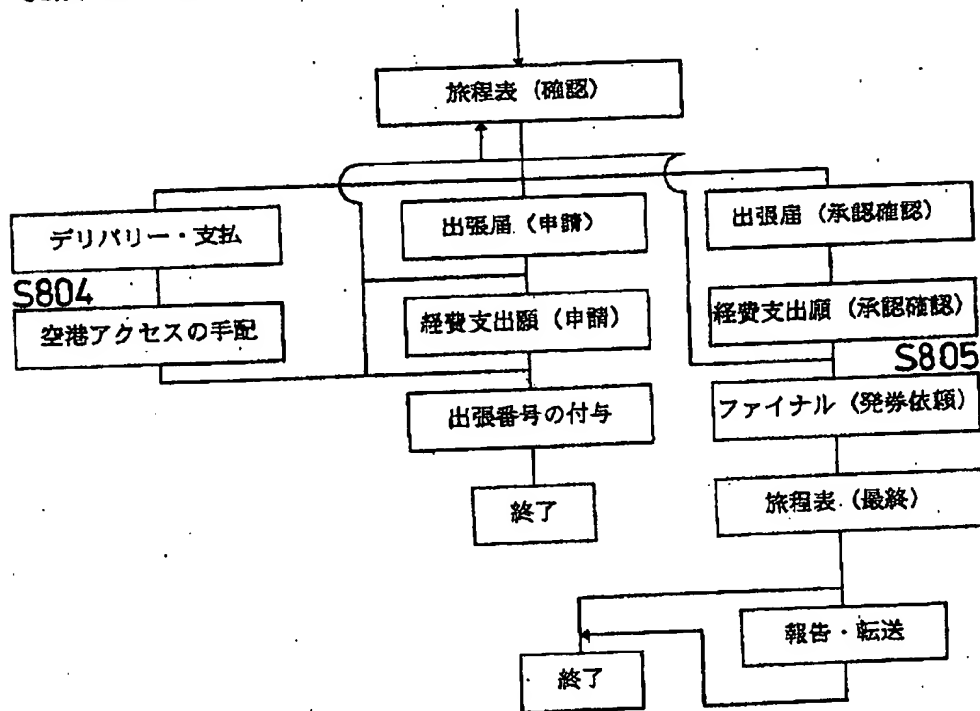 旅程表(確認)
デリバリー・支払
出張届(申請)
出張届(承認確認)
S804
空港アクセスの手配
経費支出願(申請)
経費支出願(承認確認)
S805
出張番号の付与
ファイナル(発券依頼)
終了
旅程表(最終)
報告・転送
終了